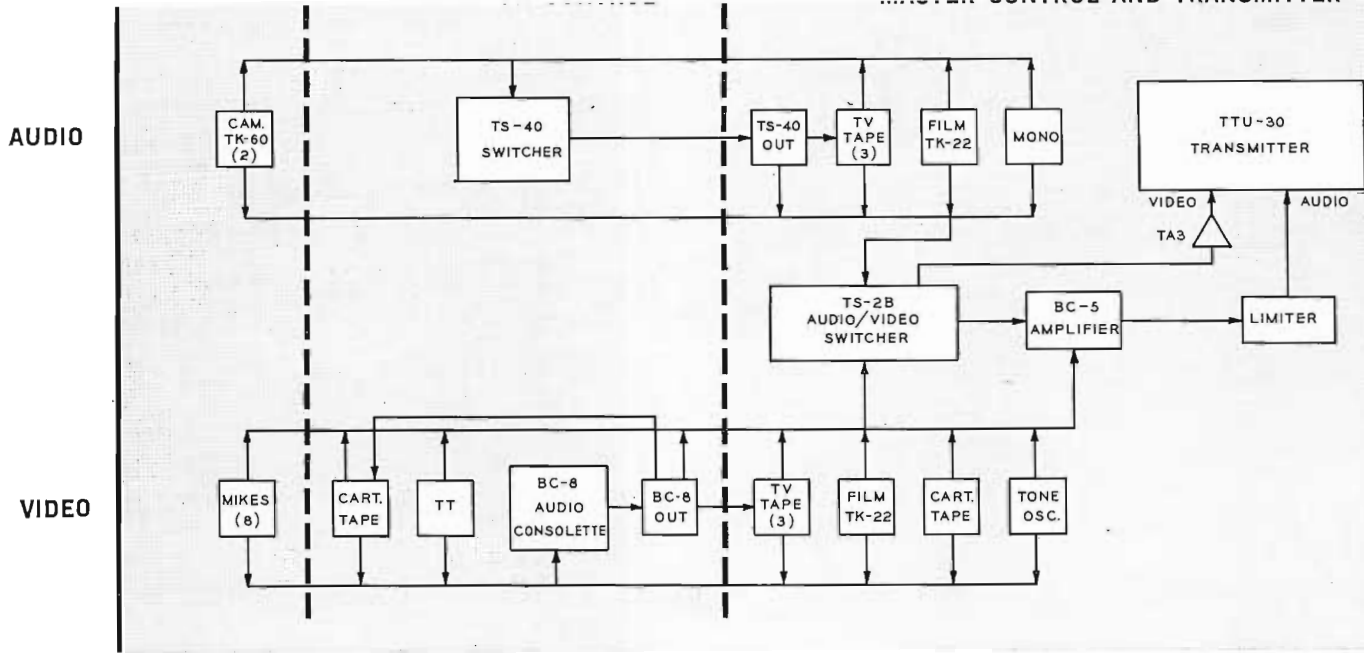 MASTER CONTROL AND TRANSMITTER
AUDIO
CAM.
TK-60
(2)
TS-40
SWITCHER
TS-40
OUT
TV
TAPE
(3)
FILM
TK-22
MONO
TTU-30
TRANSMITTER
VIDEO
AUDIO
TA3
TS-2B
AUDIO/VIDEO
SWITCHER
BC-5
AMPLIFIER
LIMITER
VIDEO
MIKES
(8)
CART.
TAPE
TT
BC-8
AUDIO
CONSOLETTE
BC-8
OUT
TV
TAPE
(3)
FILM
TK-22
CART.
TAPE
TONE
OSC.